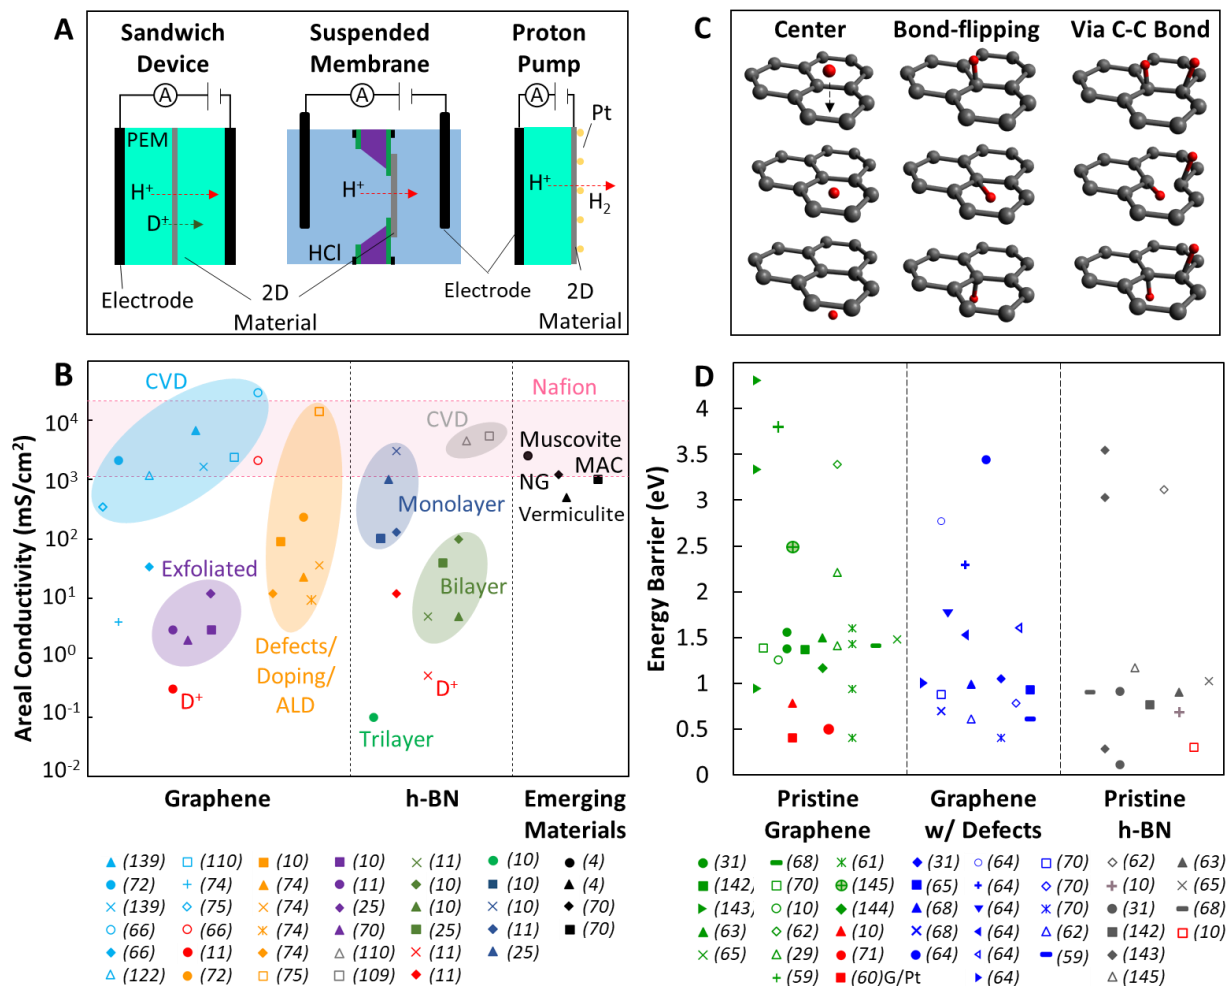 A
Sandwich Device
Suspended Membrane
Proton Pump
A
A
A
PEM
H⁺
D⁺
H⁺
HCl
H⁺
Pt
H₂
Electrode
2D Material
Electrode
2D Material
B
Areal Conductivity (mS/cm²)
10⁴
10³
10²
10¹
10⁰
10⁻¹
10⁻²
CVD
Nafion
CVD
Muscovite
MAC
NG
Vermiculite
Monolayer
Exfoliated
Bilayer
Defects/
Doping/
ALD
D⁺
D⁺
Trilayer
Graphene
h-BN
Emerging
Materials
(139) (110) (10) (10) (11) (10) (4)
(72) (74) (74) (11) (10) (10) (4)
(139) (75) (74) (25) (10) (10) (70)
(66) (66) (74) (70) (25) (11) (70)
(66) (11) (74) (110) (11) (25)
(122) (72) (75) (109) (11)
C
Center
Bond-flipping
Via C-C Bond
D
Energy Barrier (eV)
4
3.5
3
2.5
2
1.5
1
0.5
0
Pristine
Graphene
Graphene
w/ Defects
Pristine
h-BN
(31) (68) (61) (31) (64) (70) (62) (63)
(142) (70) (145) (65) (64) (70) (10) (65)
(143) (10) (144) (68) (64) (70) (31) (68)
(63) (62) (10) (68) (64) (62) (142) (10)
(65) (29) (71) (64) (64) (59) (143)
(59) (60)G/Pt (64) (145)